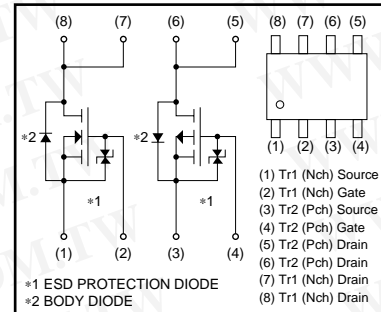 (8) (7) (6) (5)
(8) (7) (6) (5)
*2
*2
*1
*1
(1) (2) (3) (4)
(1) (2) (3) (4)
(1) Tr1 (Nch) Source
(2) Tr1 (Nch) Gate
(3) Tr2 (Pch) Source
(4) Tr2 (Pch) Gate
(5) Tr2 (Pch) Drain
(6) Tr2 (Pch) Drain
(7) Tr1 (Nch) Drain
(8) Tr1 (Nch) Drain
*1 ESD PROTECTION DIODE
*2 BODY DIODE